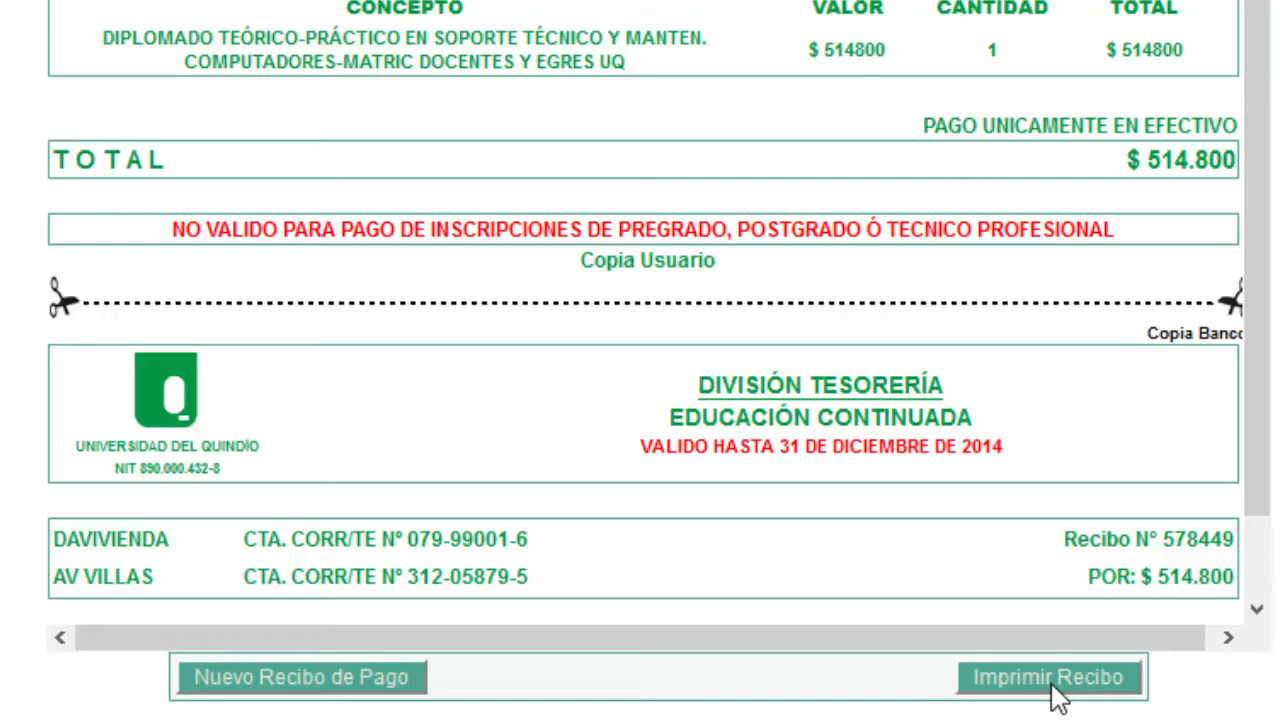 CONCEPTO VALOR CANTIDAD TOTAL
DIPLOMADO TEÓRICO-PRÁCTICO EN SOPORTE TÉCNICO Y MANTEN.
COMPUTADORES-MATRIC DOCENTES Y EGRES UQ $ 514800 1 $ 514800
PAGO UNICAMENTE EN EFECTIVO
T O T A L $ 514.800
NO VALIDO PARA PAGO DE INSCRIPCIONES DE PREGRADO, POSTGRADO Ó TECNICO PROFESIONAL
Copia Usuario
Copia Banco
DIVISIÓN TESORERÍA
EDUCACIÓN CONTINUADA
VALIDO HASTA 31 DE DICIEMBRE DE 2014
UNIVERSIDAD DEL QUINDÍO
NIT 890.000.432-8
DAVIVIENDA CTA. CORR/TE Nº 079-99001-6 Recibo N° 578449
AV VILLAS CTA. CORR/TE Nº 312-05879-5 POR: $ 514.800
Nuevo Recibo de Pago Imprimir Recibo